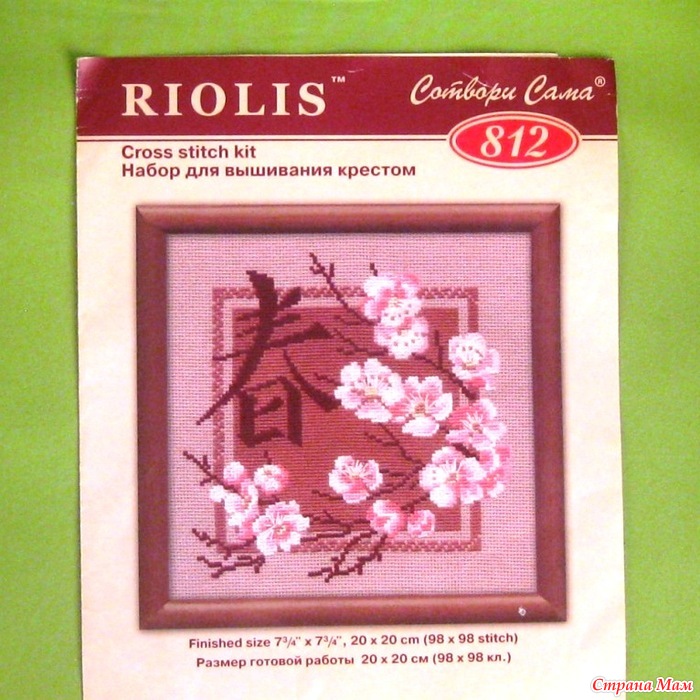 RIOLIS™
Сотвори Сама®
812
Cross stitch kit
Набор для вышивания крестом
春
Finished size 7¾" x 7¾", 20 x 20 cm (98 x 98 stitch)
Размер готовой работы 20 x 20 см (98 x 98 кл.)
Страна Мам